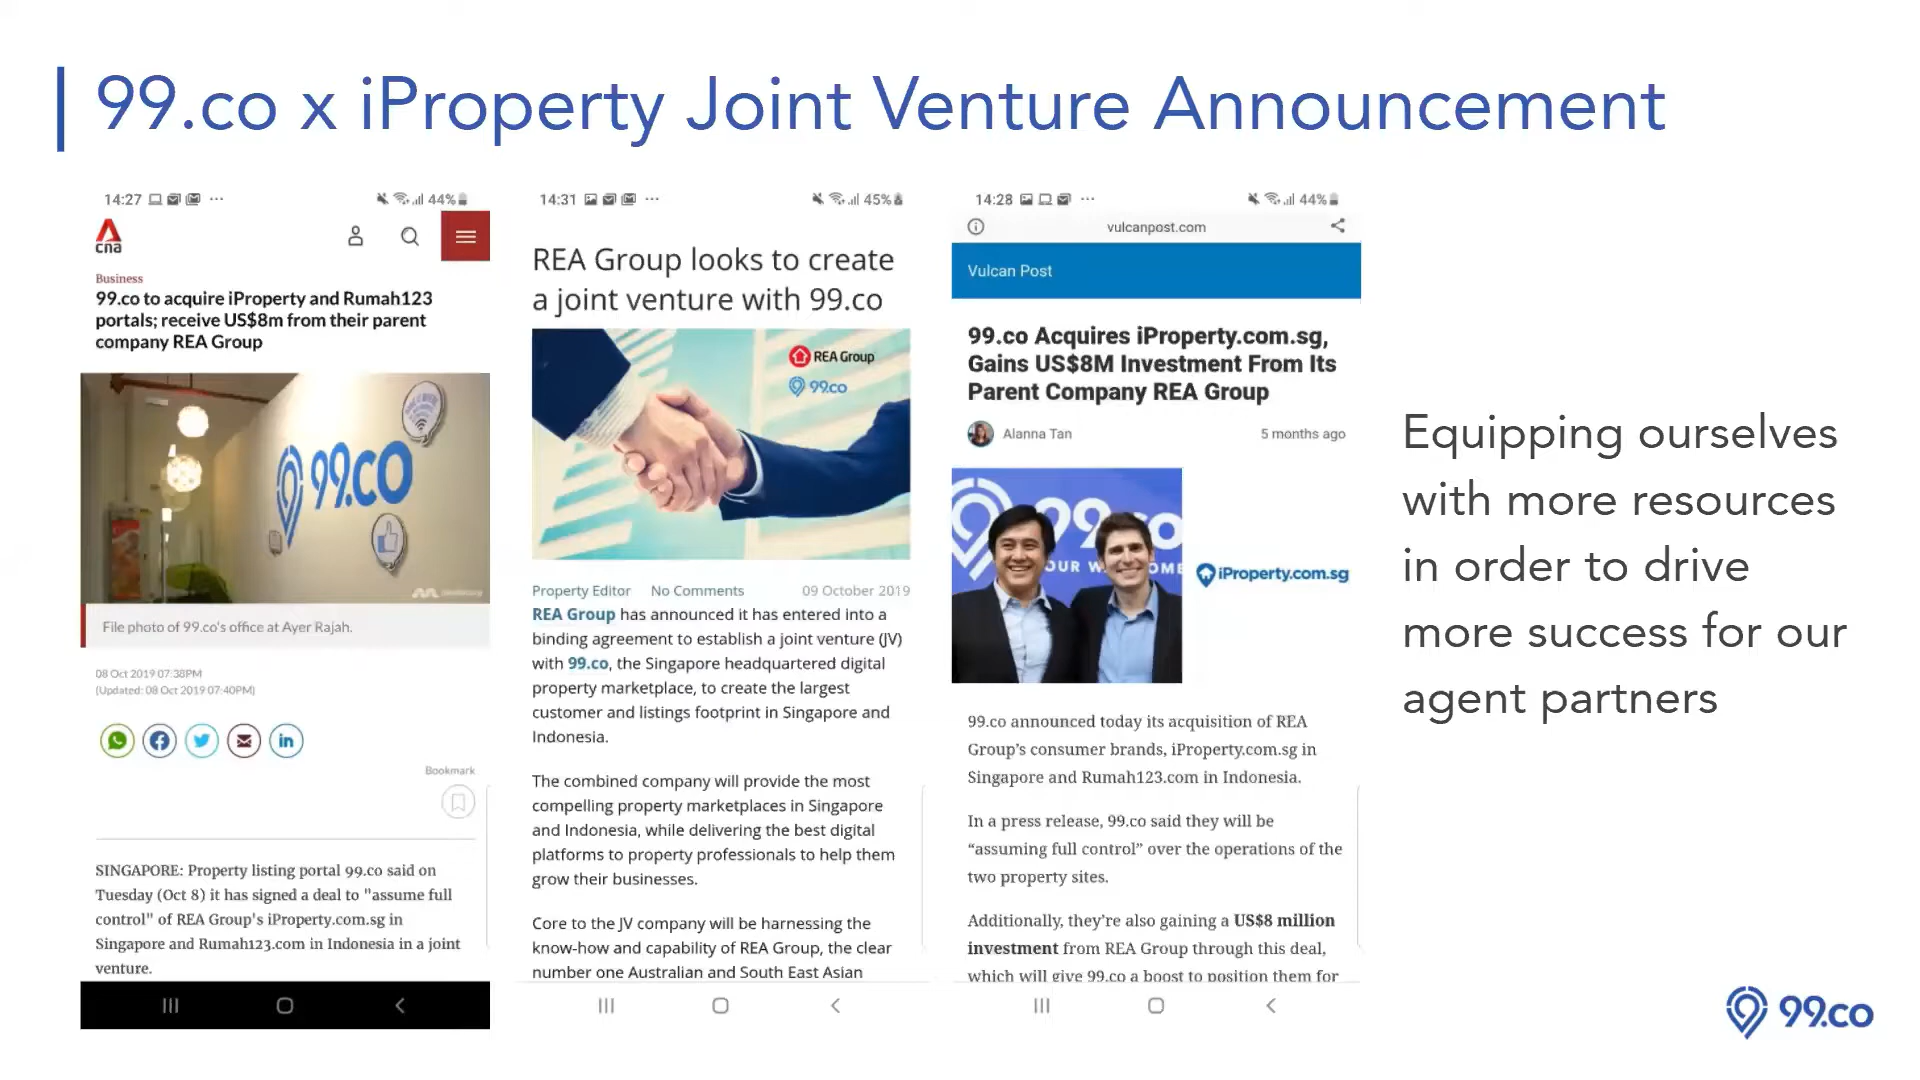 99.co x iProperty Joint Venture Announcement
14:27
44%
cna
Business
99.co to acquire iProperty and Rumah123
portals; receive US$8m from their parent
company REA Group
99.co
File photo of 99.co's office at Ayer Rajah.
08 Oct 2019 07:38PM
(Updated: 08 Oct 2019 07:40PM)
Bookmark
SINGAPORE: Property listing portal 99.co said on
Tuesday (Oct 8) it has signed a deal to "assume full
control" of REA Group's iProperty.com.sg in
Singapore and Rumah123.com in Indonesia in a joint
venture.
14:31
45%
REA Group looks to create
a joint venture with 99.co
REA Group
99.co
Property Editor No Comments 09 October 2019
REA Group has announced it has entered into a
binding agreement to establish a joint venture (JV)
with 99.co, the Singapore headquartered digital
property marketplace, to create the largest
customer and listings footprint in Singapore and
Indonesia.
The combined company will provide the most
compelling property marketplaces in Singapore
and Indonesia, while delivering the best digital
platforms to property professionals to help them
grow their businesses.
Core to the JV company will be harnessing the
know-how and capability of REA Group, the clear
number one Australian and South East Asian
14:28
44%
vulcanpost.com
Vulcan Post
99.co Acquires iProperty.com.sg,
Gains US$8M Investment From Its
Parent Company REA Group
Alanna Tan 5 months ago
99.co
OUR
iProperty.com.sg
99.co announced today its acquisition of REA
Group's consumer brands, iProperty.com.sg in
Singapore and Rumah123.com in Indonesia.
In a press release, 99.co said they will be
“assuming full control” over the operations of the
two property sites.
Additionally, they're also gaining a US$8 million
investment from REA Group through this deal,
which will give 99.co a boost to position them for
Equipping ourselves
with more resources
in order to drive
more success for our
agent partners
99.co